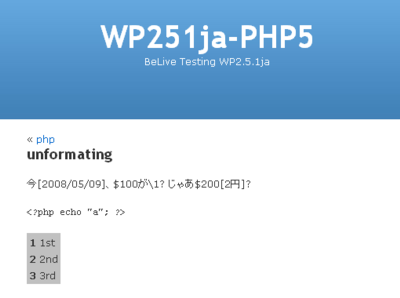 WP251ja-PHP5
BeLive Testing WP2.5.1ja
« php
unformating
今[2008/05/09]、$100が\1? じゃあ$200[2円]?
<?php echo "a"; ?>
1 1st
2 2nd
3 3rd